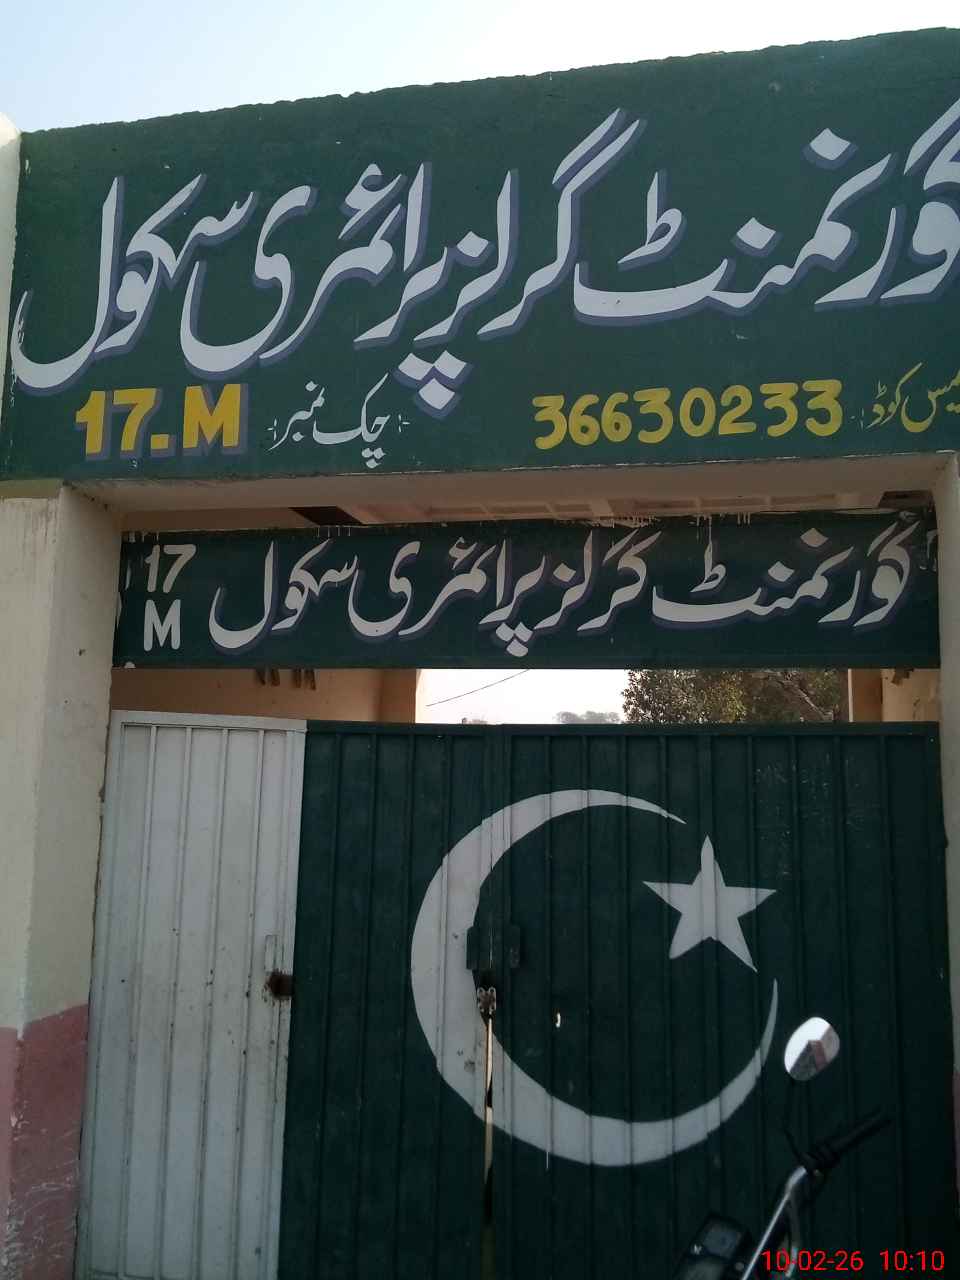 گورنمنٹ گرلز پرائمری سکول
کوڈ 36630233 چک نمبر 17.M
گورنمنٹ گرلز پرائمری سکول 17 M
10-02-26 10:10